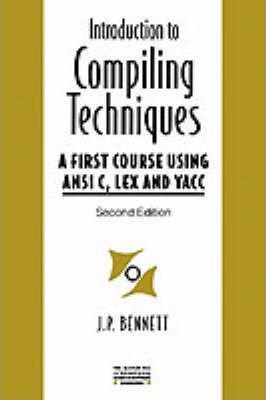 Introduction to
Compiling
Techniques
A FIRST COURSE USING
ANSI C, LEX AND YACC
Second Edition
J.P. BENNETT